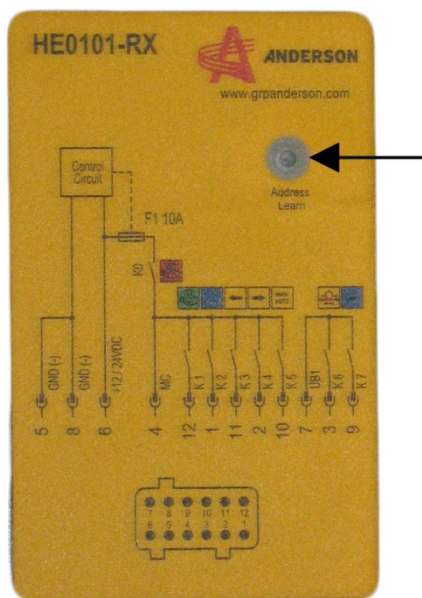 HE0101-RX
ANDERSON
www.grpanderson.com
Address
Learn
Control
Circuit
F1 10A
K0
MAN
AUTO
GND (-)
GND (-)
+12 / 24VDC
MC
K1
K2
K3
K4
K5
UB1
K6
K7
5
8
6
4
12
1
11
2
10
7
3
9
7 8 9 10 11 12
6 5 4 3 2 1